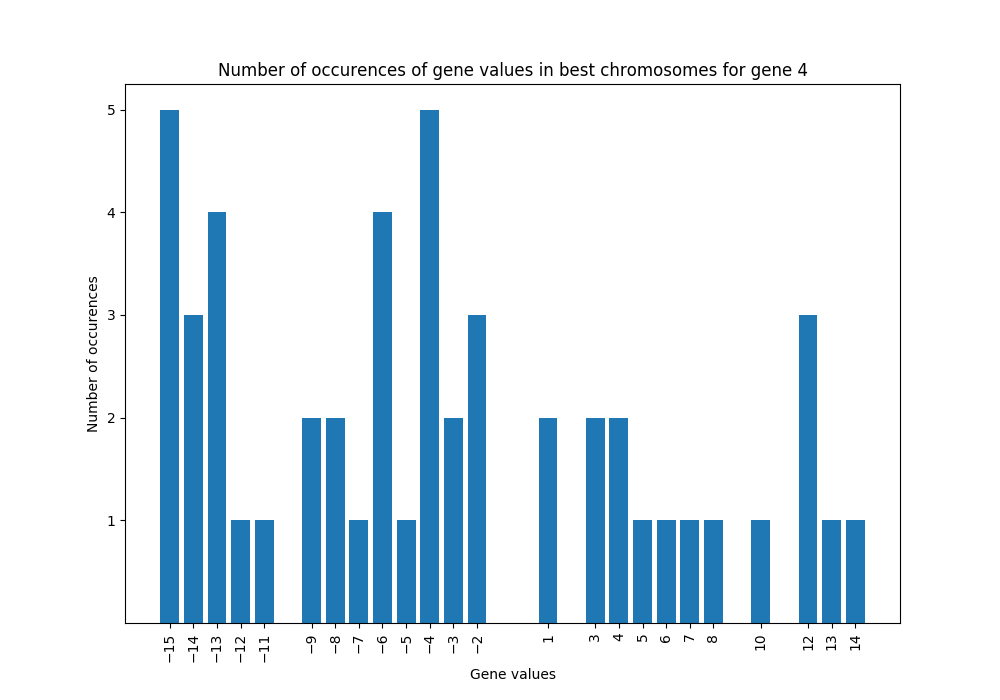 Number of occurences of gene values in best chromosomes for gene 4
Number of occurences
5
4
3
2
1
−15 −14 −13 −12 −11 −9 −8 −7 −6 −5 −4 −3 −2 1 3 4 5 6 7 8 10 12 13 14
Gene values